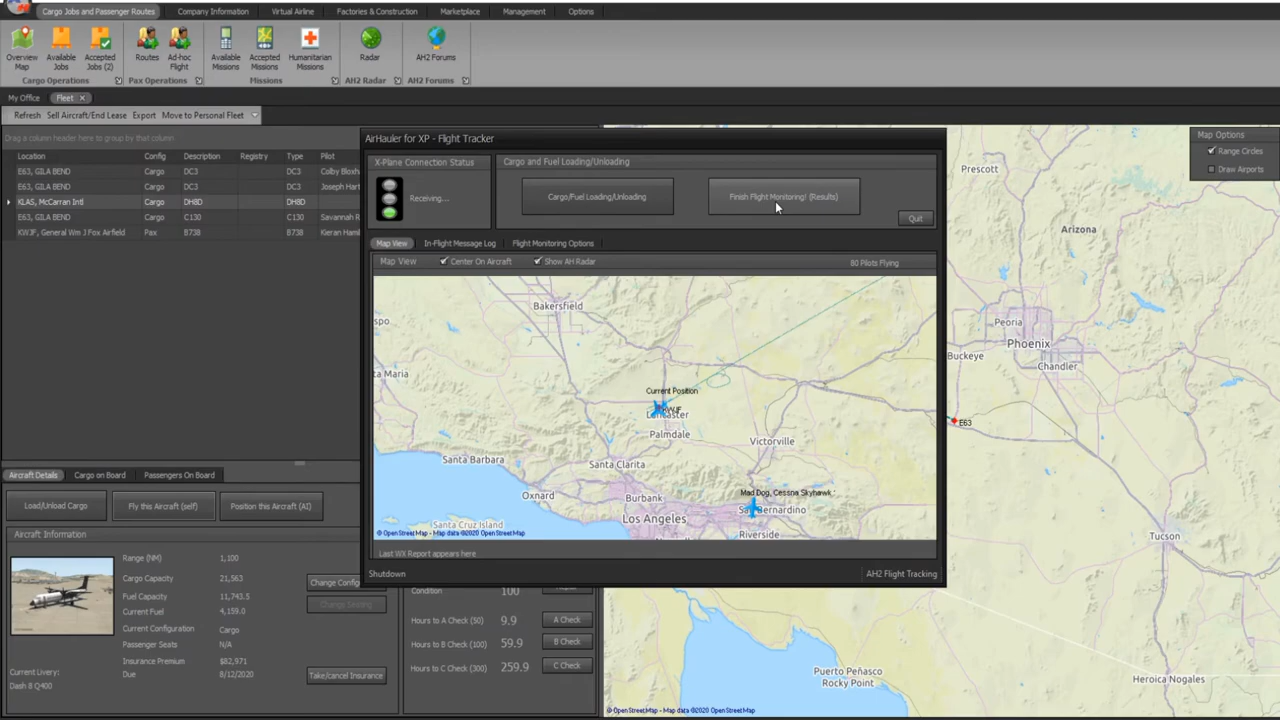 Cargo Jobs and Passenger Routes
Company Information
Virtual Airline
Factories & Construction
Marketplace
Management
Options
Overview
Map
Available
Jobs
Accepted
Jobs (2)
Routes
Ad-hoc
Flight
Available
Missions
Accepted
Missions
Humanitarian
Missions
Radar
AH2 Forums
Cargo Operations
Pax Operations
Missions
AH2 Radar
AH2 Forums
My Office
Fleet
Refresh Sell Aircraft/End Lease Export Move to Personal Fleet
Drag a column header here to group by that column
Location Config Description Registry Type Pilot
E63, GILA BEND Cargo DC3 DC3 Colby Bloxh
E63, GILA BEND Cargo DC3 DC3 Joseph Hart
KLAS, McCarran Intl Cargo DH8D DH8D
E63, GILA BEND Cargo C130 C130 Savannah R
KWJF, General Wm J Fox Airfield Pax B738 B738 Kieran Hamil
AirHauler for XP - Flight Tracker
X-Plane Connection Status
Receiving...
Cargo and Fuel Loading/Unloading
Cargo/Fuel Loading/Unloading
Finish Flight Monitoring! (Results)
Quit
Map View
In-Flight Message Log
Flight Monitoring Options
Map View
Center On Aircraft
Show AH Radar
80 Pilots Flying
Bakersfield
spo
ta Maria
Current Position
KWJF
Lancaster
Palmdale
Victorville
Santa Barbara
Santa Clarita
Oxnard
Burbank
Mad Dog, Cessna Skyhawk
San Bernardino
Los Angeles
Santa Cruz Island
Riverside
© OpenStreetMap - Map data ©2020 OpenStreetMap
Last WX Report appears here
Shutdown
AH2 Flight Tracking
Map Options
Range Circles
Draw Airports
Prescott
Arizona
Peoria
Phoenix
Buckeye
Chandler
E63
Tucson
Puerto Peñasco
Rocky Point
Heroica Nogales
© OpenStreetMap - Map data ©2020 OpenStreetMap
Aircraft Details
Cargo on Board
Passengers On Board
Load/Unload Cargo
Fly this Aircraft (self)
Position this Aircraft (AI)
Aircraft Information
Range (NM) 1,100
Cargo Capacity 21,563
Fuel Capacity 11,743.5
Current Fuel 4,159.0
Current Configuration Cargo
Passenger Seats N/A
Insurance Premium $82,971
Due 8/12/2020
Current Livery:
Dash 8 Q400
Change Config
Change Seating
Take/cancel Insurance
Condition 100
Repair
Hours to A Check (50) 9.9 A Check
Hours to B Check (100) 59.9 B Check
Hours to C Check (300) 259.9 C Check